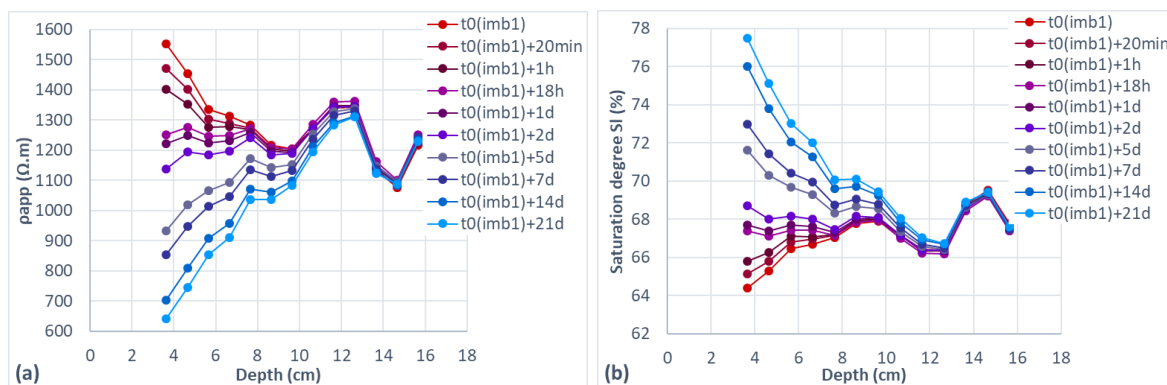 1600
1500
1400
1300
1200
1100
1000
900
800
700
600
ρapp (Ω.m)
0 2 4 6 8 10 12 14 16 18
Depth (cm)
(a)
t0(imb1)
t0(imb1)+20min
t0(imb1)+1h
t0(imb1)+18h
t0(imb1)+1d
t0(imb1)+2d
t0(imb1)+5d
t0(imb1)+7d
t0(imb1)+14d
t0(imb1)+21d
78
76
74
72
70
68
66
64
62
Saturation degree Sl (%)
0 2 4 6 8 10 12 14 16 18
Depth (cm)
(b)
t0(imb1)
t0(imb1)+20min
t0(imb1)+1h
t0(imb1)+18h
t0(imb1)+1d
t0(imb1)+2d
t0(imb1)+5d
t0(imb1)+7d
t0(imb1)+14d
t0(imb1)+21d